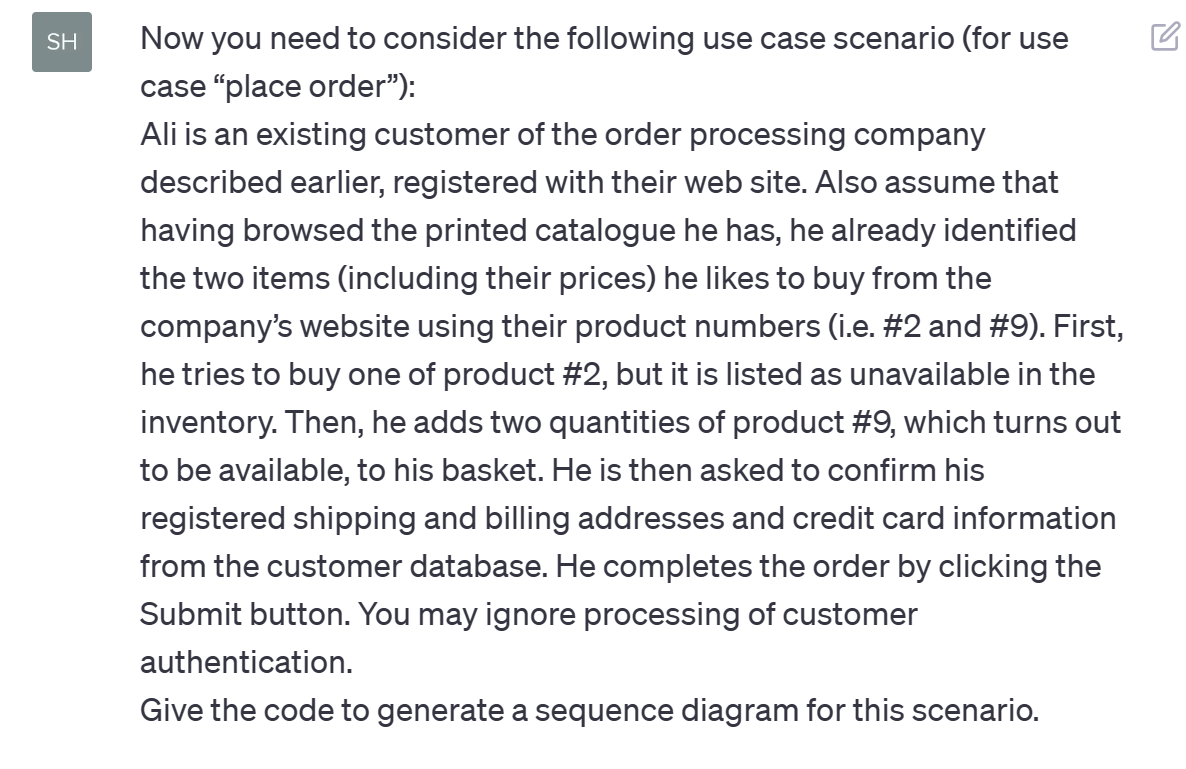 SH
Now you need to consider the following use case scenario (for use
case “place order”):
Ali is an existing customer of the order processing company
described earlier, registered with their web site. Also assume that
having browsed the printed catalogue he has, he already identified
the two items (including their prices) he likes to buy from the
company’s website using their product numbers (i.e. #2 and #9). First,
he tries to buy one of product #2, but it is listed as unavailable in the
inventory. Then, he adds two quantities of product #9, which turns out
to be available, to his basket. He is then asked to confirm his
registered shipping and billing addresses and credit card information
from the customer database. He completes the order by clicking the
Submit button. You may ignore processing of customer
authentication.
Give the code to generate a sequence diagram for this scenario.